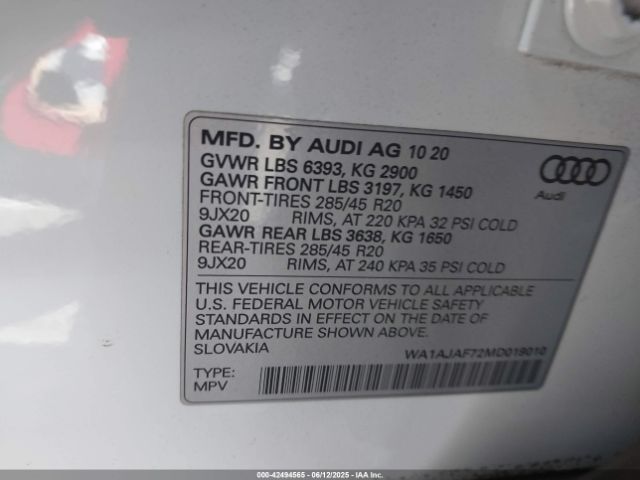 MFD. BY AUDI AG 10 20
GVWR LBS 6393, KG 2900
GAWR FRONT LBS 3197, KG 1450
FRONT-TIRES 285/45 R20
9JX20 RIMS, AT 220 KPA 32 PSI COLD
GAWR REAR LBS 3638, KG 1650
REAR-TIRES 285/45 R20
9JX20 RIMS, AT 240 KPA 35 PSI COLD
Audi
THIS VEHICLE CONFORMS TO ALL APPLICABLE
U.S. FEDERAL MOTOR VEHICLE SAFETY
STANDARDS IN EFFECT ON THE DATE OF
MANUFACTURE SHOWN ABOVE.
SLOVAKIA
WA1AJAF72MD019010
TYPE:
MPV
000-42494565 - 06/12/2025 - IAA Inc.